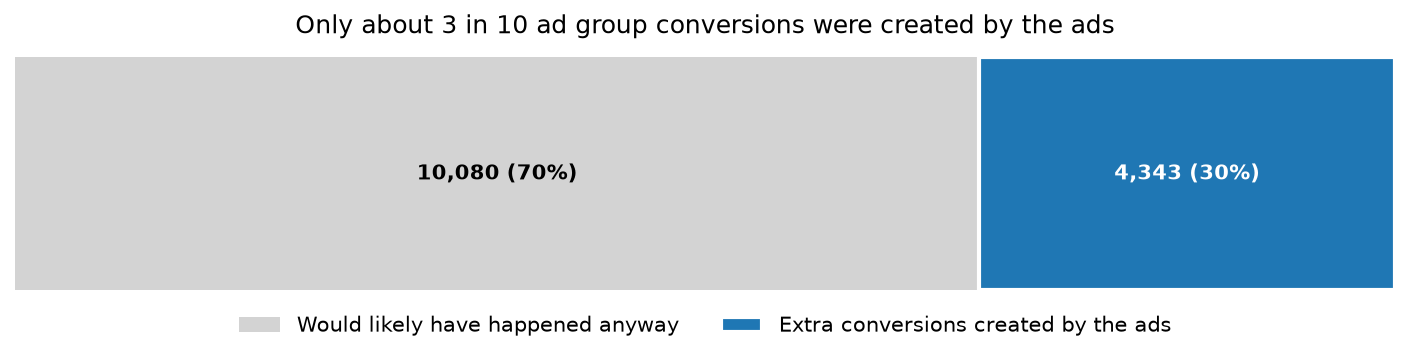 Only about 3 in 10 ad group conversions were created by the ads
10,080 (70%)
4,343 (30%)
Would likely have happened anyway
Extra conversions created by the ads